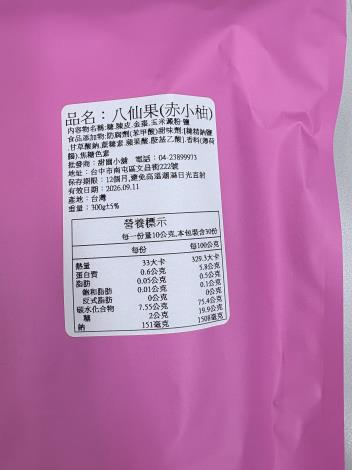 品名：八仙果(赤小柚)
內容物名稱:糖.陳皮.金棗.玉米澱粉.鹽
食品添加物:防腐劑(苯甲酸)甜味劑:[糖精鈉鹽
.甘草酸鈉.蔗糖素.蘋果酸.胺基乙酸].香料(薄荷
腦).焦糖色素
批發商：甜園小舖 電話：04-23899973
地址：台中市南屯區文昌街222號
保存期限：12個月,避免高溫潮濕日光直射
有效日期：2026.09.11
產地：台灣
重量：300g±5%
營養標示
每一份量10公克,本包裝含30份
每份 每100公克
熱量 33大卡 329.3大卡
蛋白質 0.6公克 5.8公克
脂肪 0.05公克 0.5公克
飽和脂肪 0.01公克 0.1公克
反式脂肪 0公克 0公克
碳水化合物 7.55公克 75.4公克
糖 2公克 19.9公克
鈉 151毫克 1508毫克